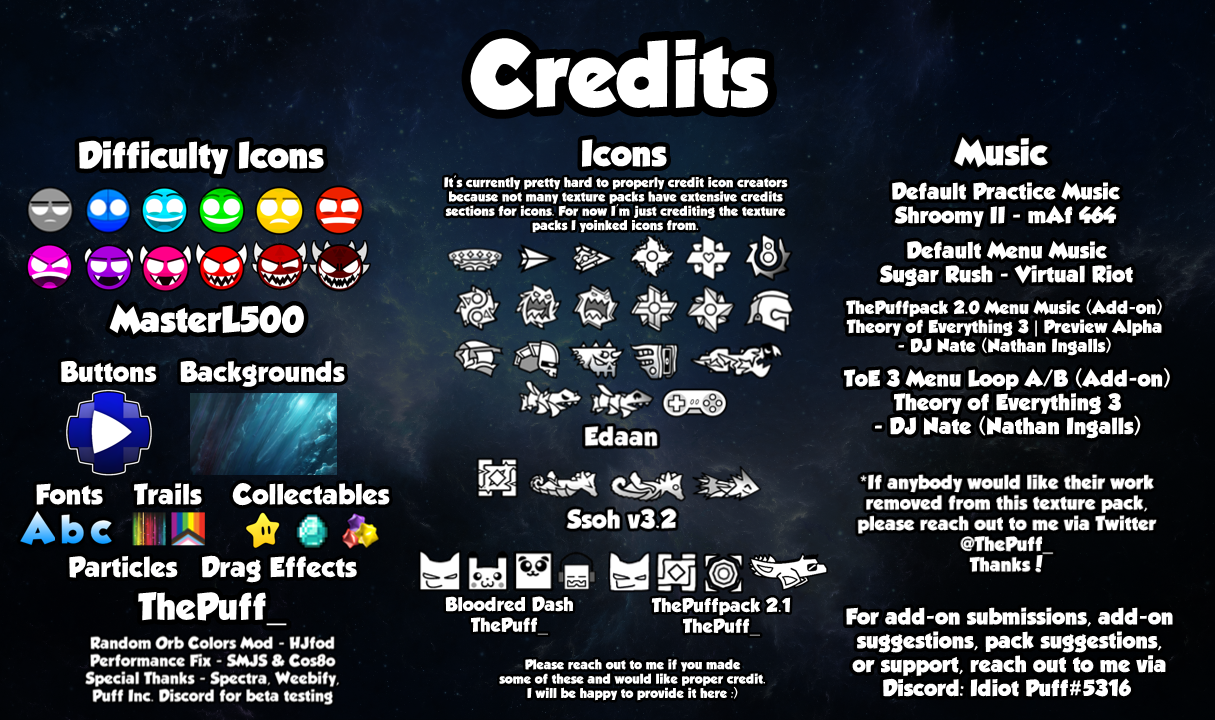 Credits
Difficulty Icons
MasterL500
Buttons Backgrounds
Fonts Trails Collectables
A b c
Particles Drag Effects
ThePuff_
Random Orb Colors Mod - HJfod
Performance Fix - SMJS & Cos8o
Special Thanks - Spectra, Weebify,
Puff Inc. Discord for beta testing
Icons
It's currently pretty hard to properly credit icon creators
because not many texture packs have extensive credits
sections for icons. For now I'm just crediting the texture
packs I yoinked icons from.
Edaan
Ssoh v3.2
Bloodred Dash
ThePuff_
ThePuffpack 2.1
ThePuff_
Please reach out to me if you made
some of these and would like proper credit.
I will be happy to provide it here :)
Music
Default Practice Music
Shroomy II - mAf 464
Default Menu Music
Sugar Rush - Virtual Riot
ThePuffpack 2.0 Menu Music (Add-on)
Theory of Everything 3 | Preview Alpha
- DJ Nate (Nathan Ingalls)
ToE 3 Menu Loop A/B (Add-on)
Theory of Everything 3
- DJ Nate (Nathan Ingalls)
*If anybody would like their work
removed from this texture pack,
please reach out to me via Twitter
@ThePuff_
Thanks!
For add-on submissions, add-on
suggestions, pack suggestions,
or support, reach out to me via
Discord: Idiot Puff#5316